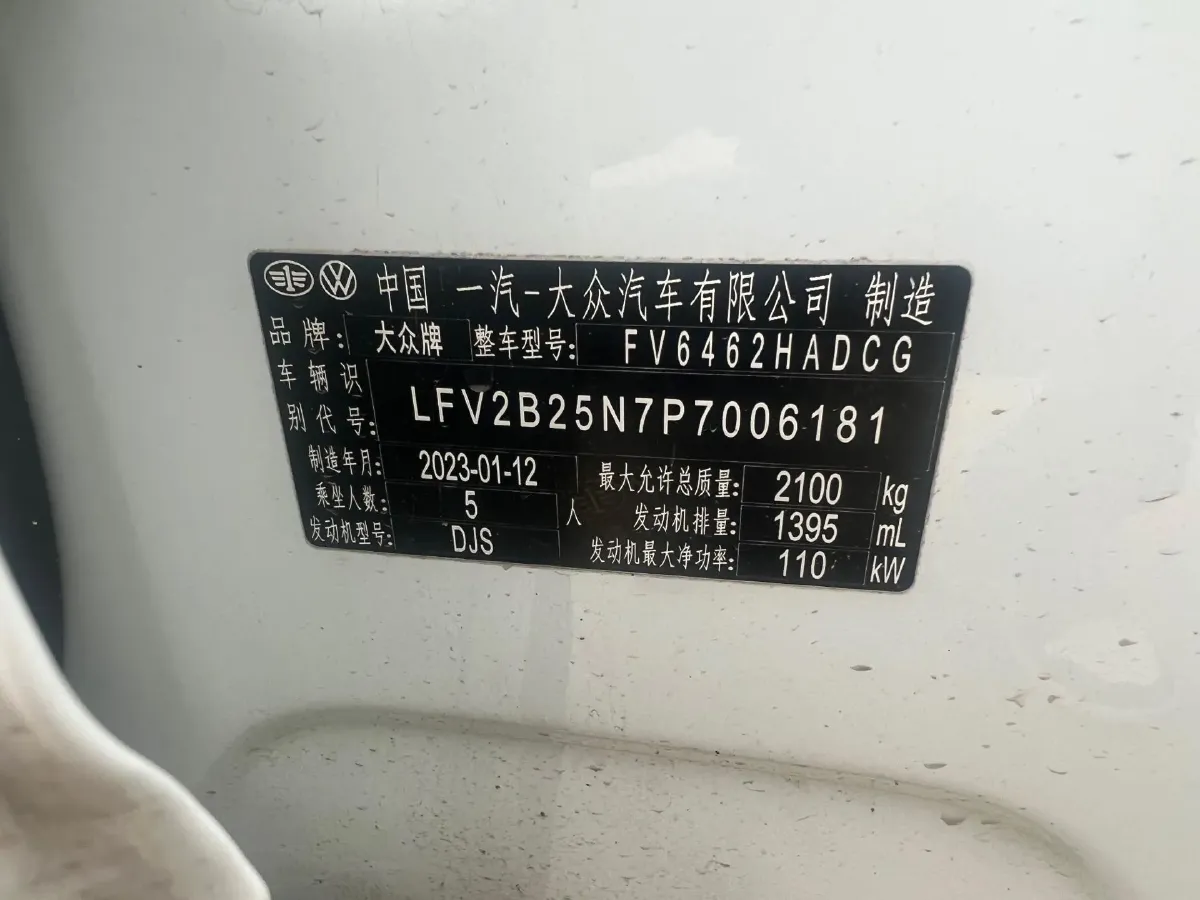 中国 一汽-大众汽车有限公司 制造
品牌: 大众牌 整车型号: FV6462HADCG
车辆识别代号: LFV2B25N7P7006181
制造年月: 2023-01-12 最大允许总质量: 2100 kg
乘坐人数: 5 人 发动机排量: 1395 mL
发动机型号: DJS 发动机最大净功率: 110 kW